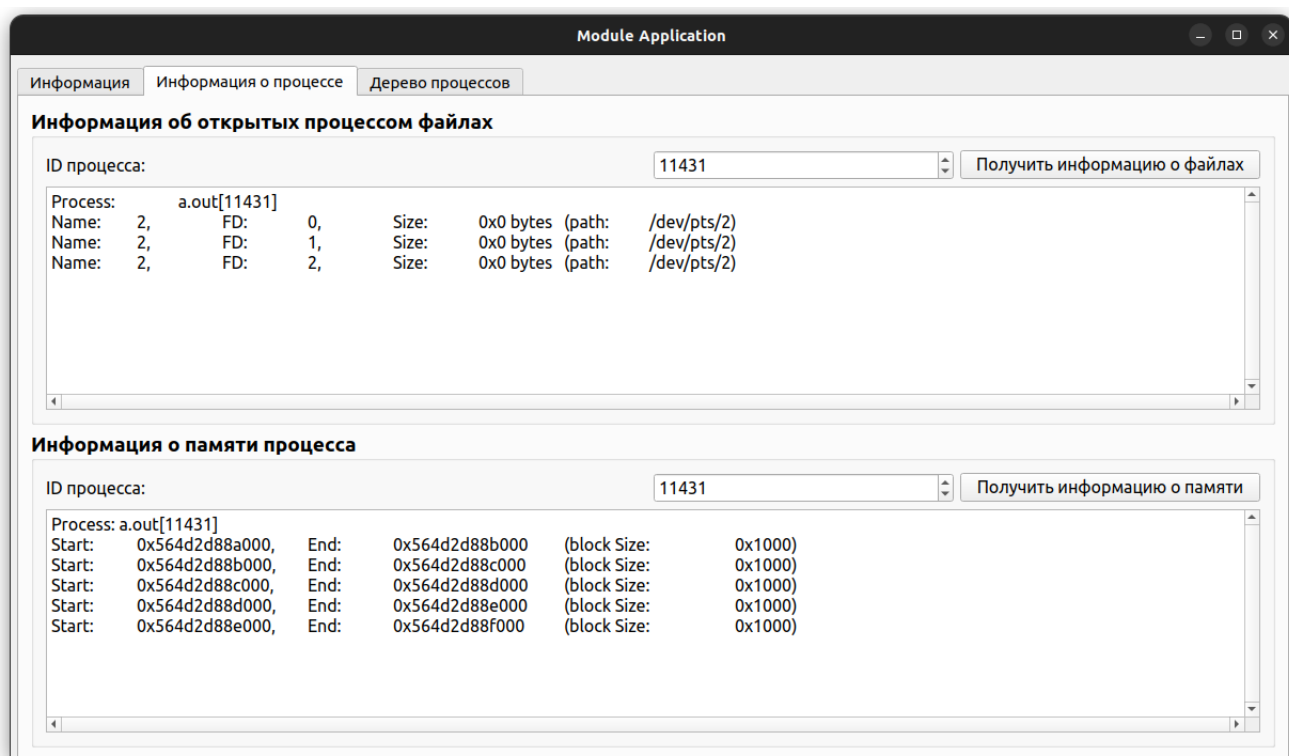 Module Application
Информация Информация о процессе Дерево процессов
Информация об открытых процессом файлах
ID процесса: 11431 Получить информацию о файлах
Process: a.out[11431]
Name: 2, FD: 0, Size: 0x0 bytes (path: /dev/pts/2)
Name: 2, FD: 1, Size: 0x0 bytes (path: /dev/pts/2)
Name: 2, FD: 2, Size: 0x0 bytes (path: /dev/pts/2)
Информация о памяти процесса
ID процесса: 11431 Получить информацию о памяти
Process: a.out[11431]
Start: 0x564d2d88a000, End: 0x564d2d88b000 (block Size: 0x1000)
Start: 0x564d2d88b000, End: 0x564d2d88c000 (block Size: 0x1000)
Start: 0x564d2d88c000, End: 0x564d2d88d000 (block Size: 0x1000)
Start: 0x564d2d88d000, End: 0x564d2d88e000 (block Size: 0x1000)
Start: 0x564d2d88e000, End: 0x564d2d88f000 (block Size: 0x1000)